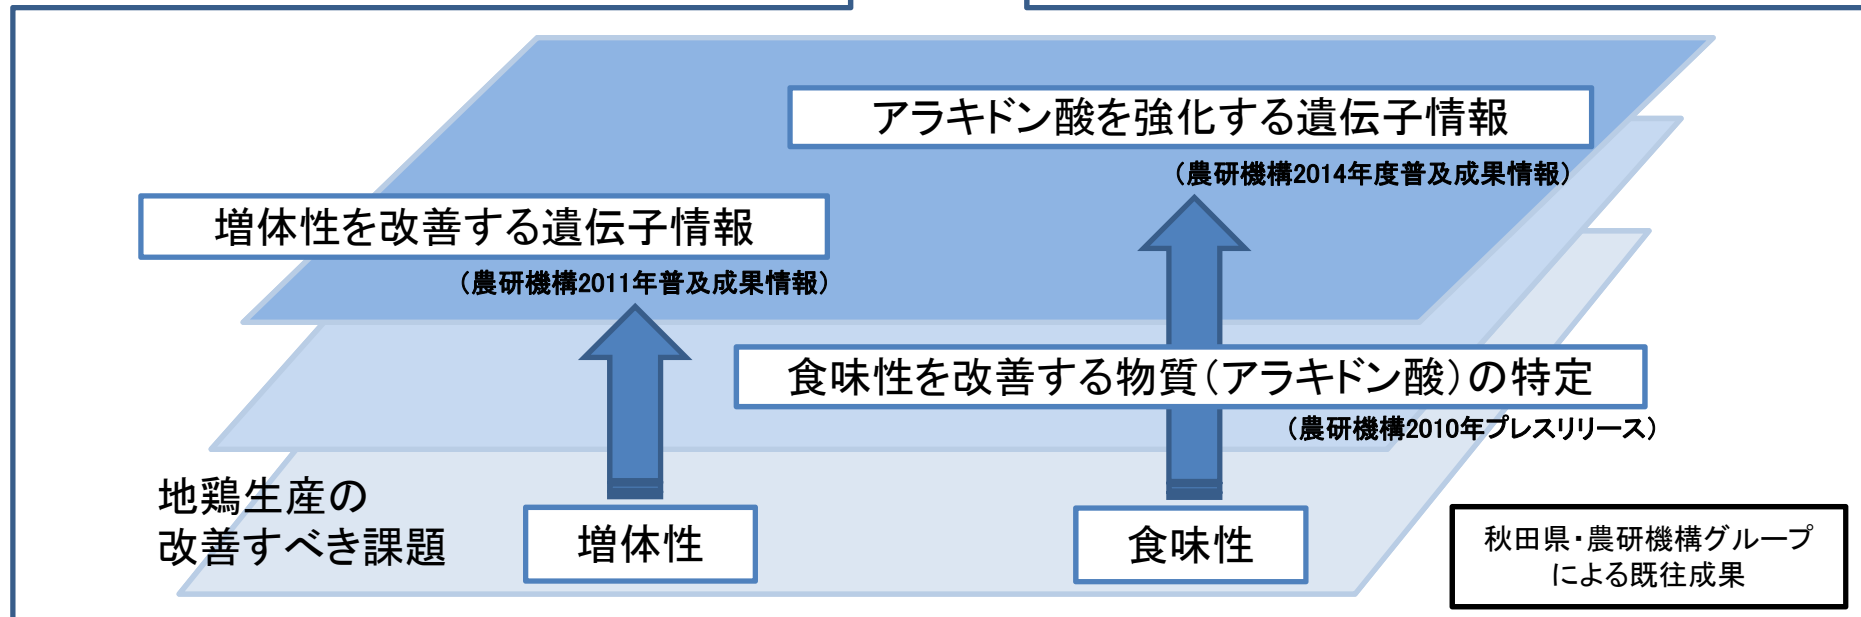 アラキドン酸を強化する遺伝子情報
（農研機構2014年度普及成果情報）
増体性を改善する遺伝子情報
（農研機構2011年普及成果情報）
食味性を改善する物質（アラキドン酸）の特定
（農研機構2010年プレスリリース）
地鶏生産の
改善すべき課題
増体性
食味性
秋田県・農研機構グループ
による既往成果